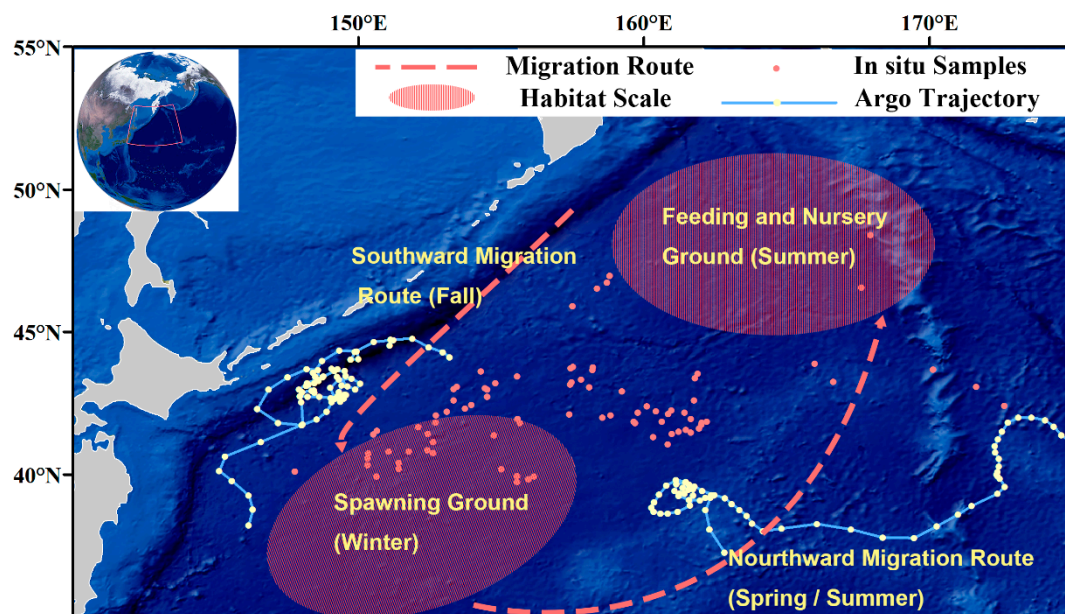 150°E 160°E 170°E
55°N
Migration Route In situ Samples
Habitat Scale Argo Trajectory
50°N
Feeding and Nursery
Ground (Summer)
Southward Migration
Route (Fall)
45°N
40°N
Spawning Ground
(Winter)
Nourthward Migration Route
(Spring / Summer)